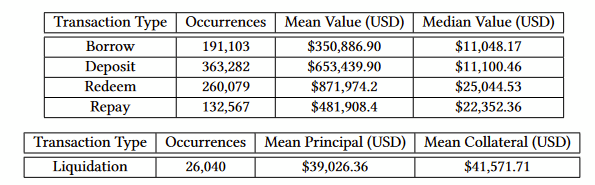 Transaction Type Occurrences Mean Value (USD) Median Value (USD)
Borrow 191,103 $350,886.90 $11,048.17
Deposit 363,282 $653,439.90 $11,100.46
Redeem 260,079 $871,974.2 $25,044.53
Repay 132,567 $481,908.4 $22,352.36
Transaction Type Occurrences Mean Principal (USD) Mean Collateral (USD)
Liquidation 26,040 $39,026.36 $41,571.71